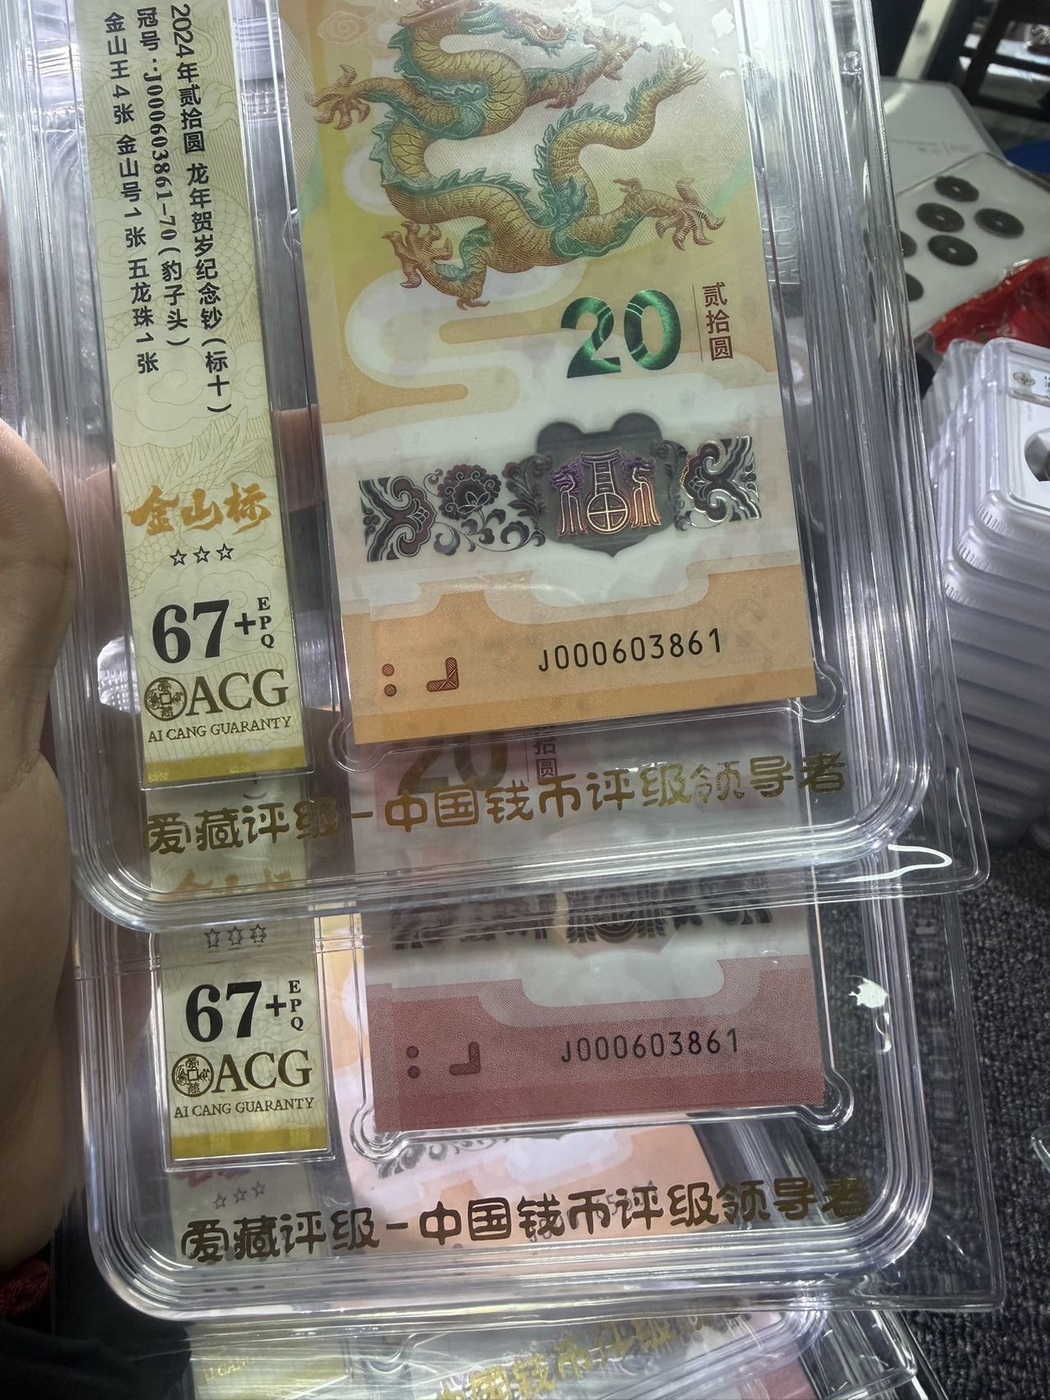 2024年贰拾圆 龙年贺岁纪念钞(标十)
冠号:J000603861-70(豹子头)
金山王4张 金山号1张 五龙珠1张
金山标
☆☆☆
67+EPQ
ACG
AI CANG GUARANTY
20
贰拾圆
J000603861
爱藏评级-中国钱币评级领导者
20
拾圆
☆☆☆
67+EPQ
ACG
AI CANG GUARANTY
J000603861
爱藏评级-中国钱币评级领导者
☆☆☆